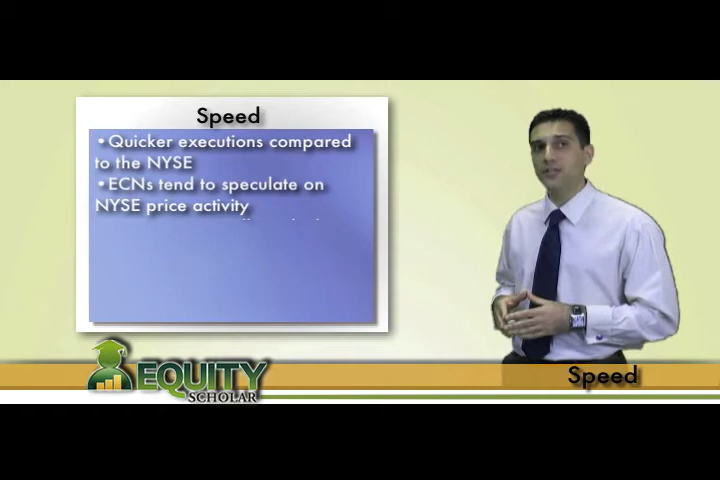 Speed
•Quicker executions compared
to the NYSE
•ECNs tend to speculate on
NYSE price activity
EQUITY
SCHOLAR
Speed